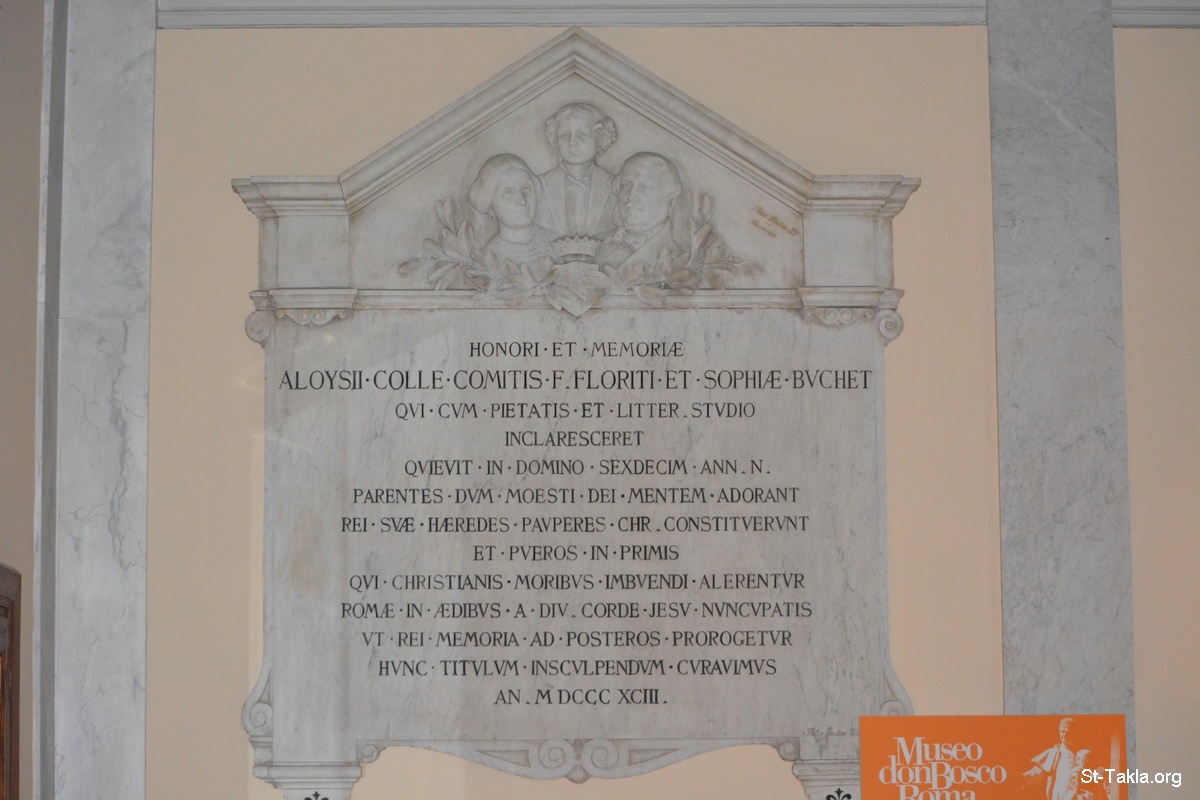 HONORI · ET · MEMORIÆ
ALOYSII · COLLE · COMITIS · F. FLORITI · ET · SOPHIÆ · BVCHET
QVI · CVM · PIETATIS · ET · LITTER. STVDIO
INCLARESCERET
QVIEVIT · IN · DOMINO · SEXDECIM · ANN. N.
PARENTES · DVM · MOESTI · DEI · MENTEM · ADORANT
REI · SVÆ · HÆREDES · PAVPERES · CHR. CONSTITVERVNT
ET · PVEROS · IN · PRIMIS
QVI · CHRISTIANIS · MORIBVS · IMBVENDI · ALERENTVR
ROMÆ · IN · ÆDIBVS · A · DIV. CORDE · JESV · NVNCVPATIS
VT · REI · MEMORIA · AD · POSTEROS · PROROGETVR
HVNC · TITVLVM · INSCVLPENDVM · CVRAVIMVS
AN. M DCCC XCIII.
Museo
donBosco
Roma
St-Takla.org